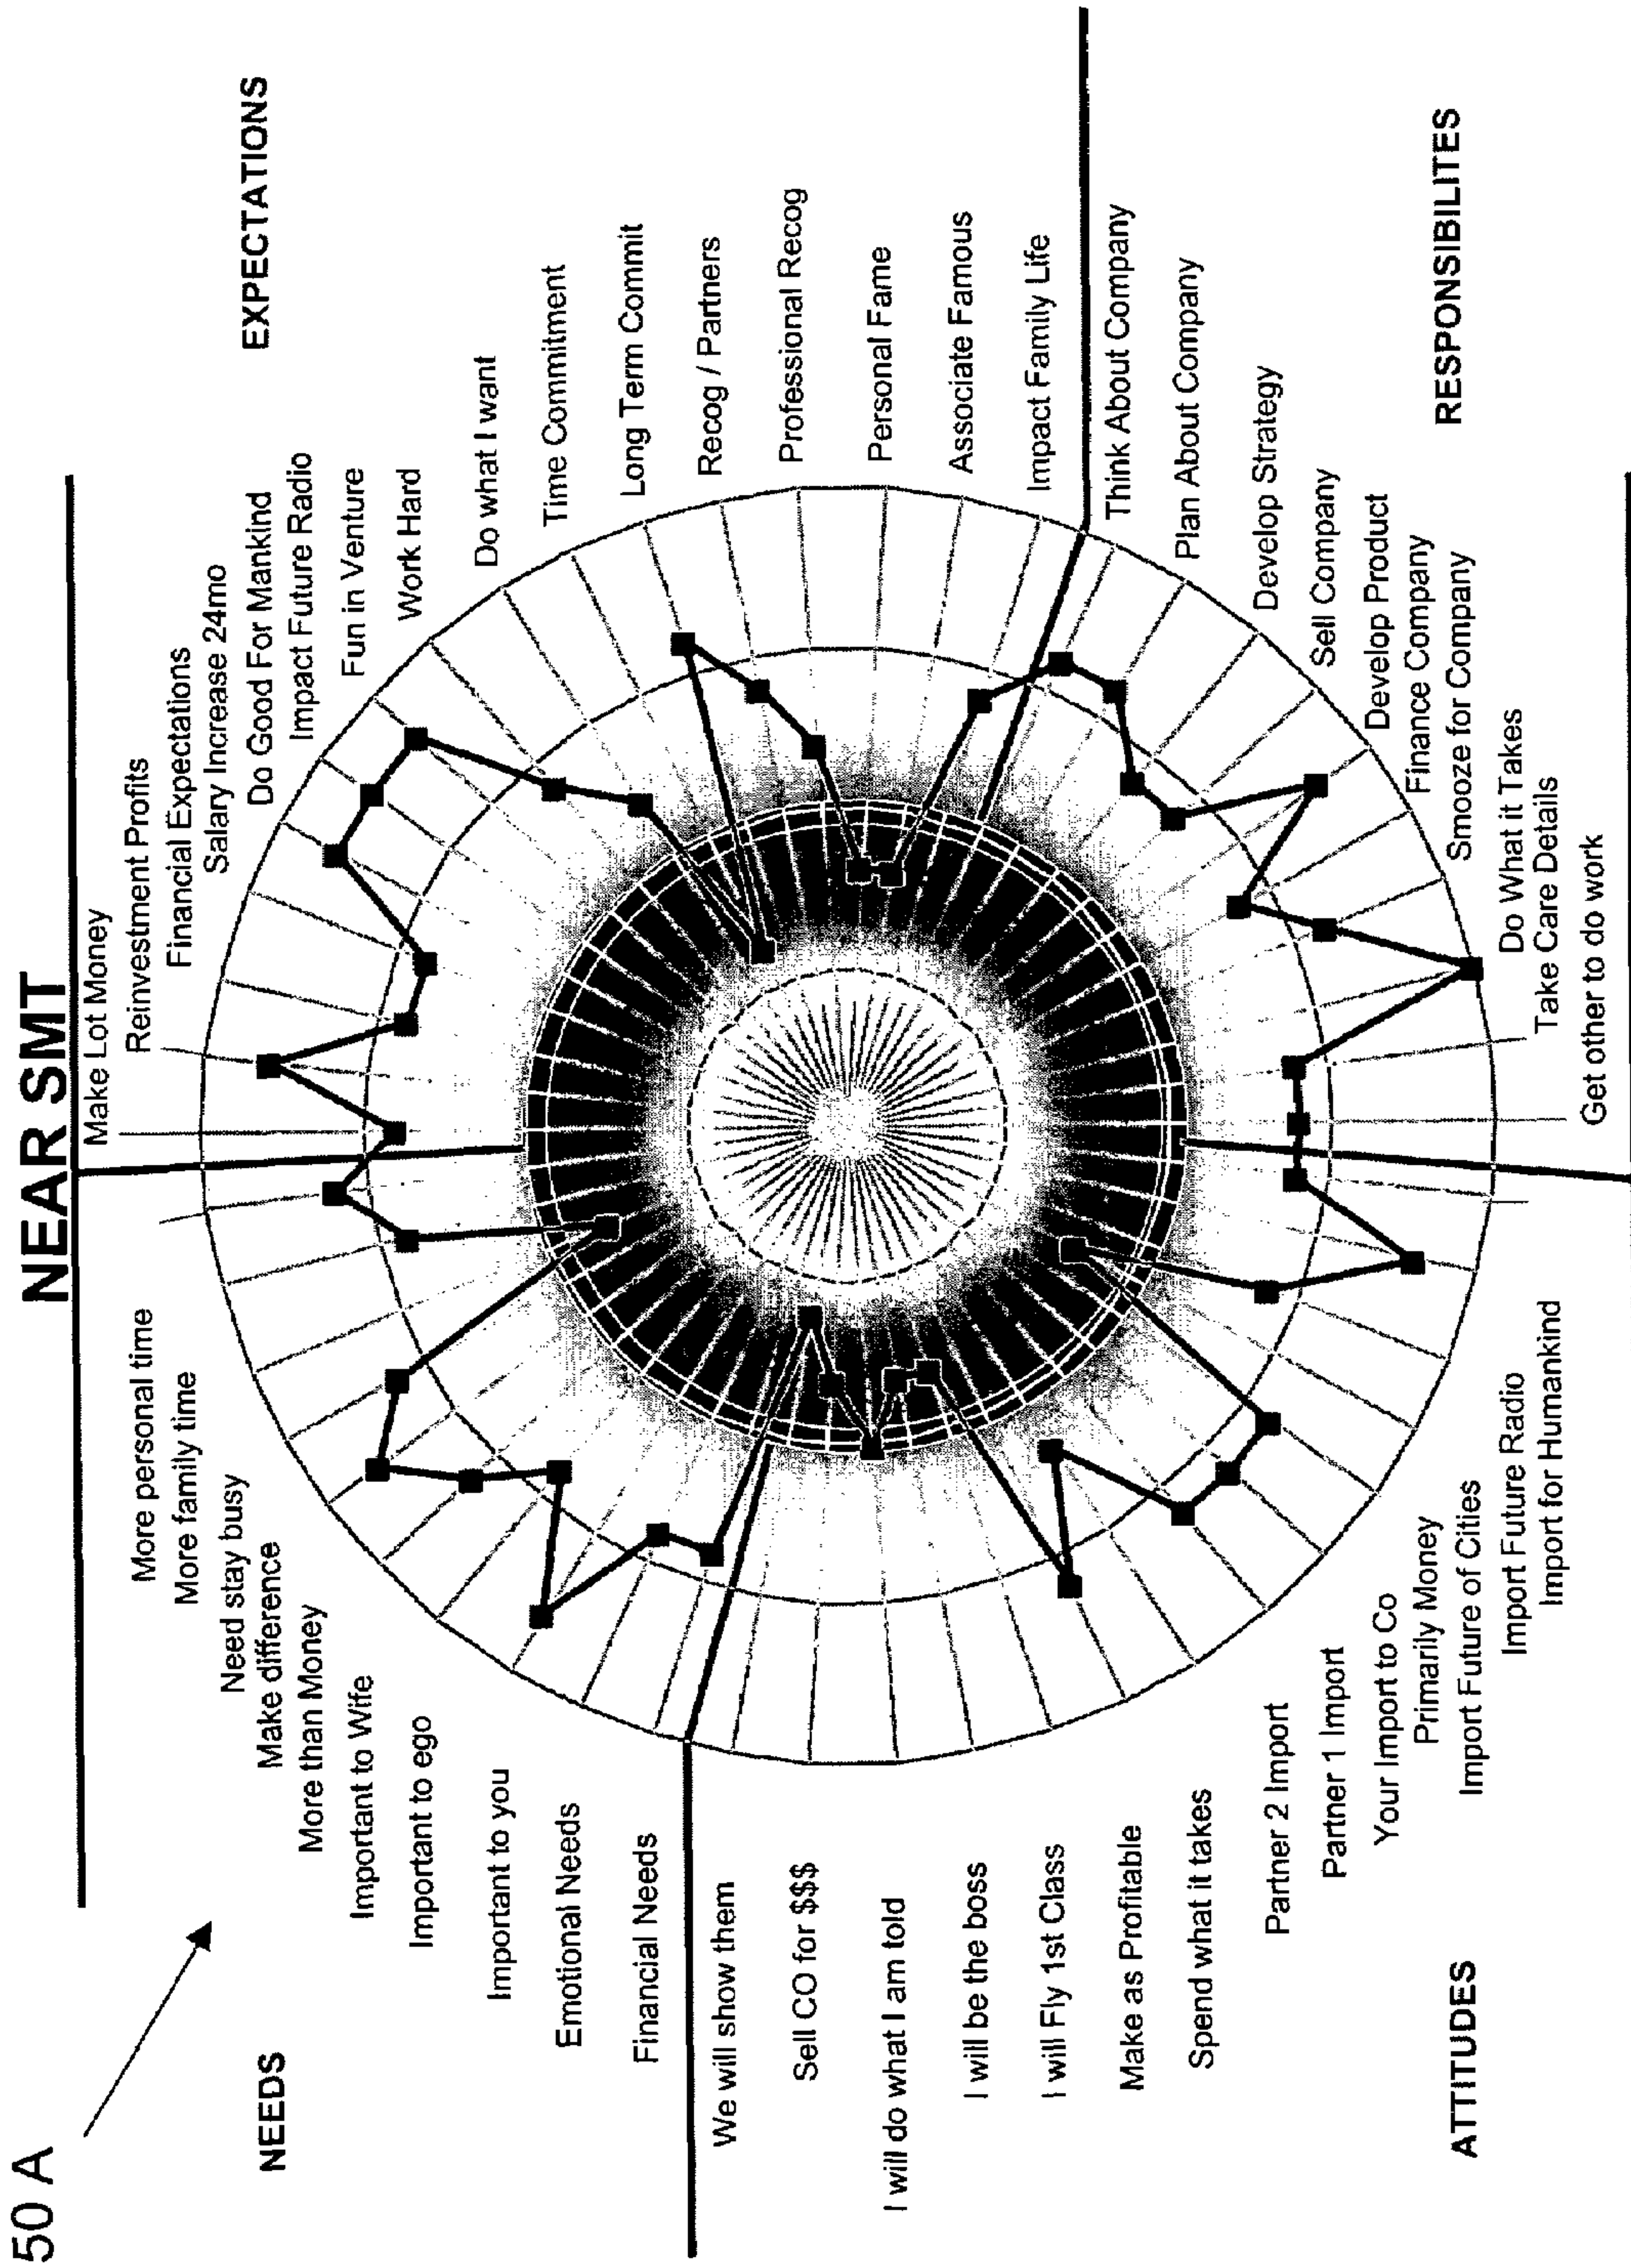 50 A
NEAR SMT
NEEDS
EXPECTATIONS
Make Lot Money
Reinvestment Profits
Financial Expectations
Salary Increase 24mo
Do Good For Mankind
Impact Future Radio
Fun in Venture
Work Hard
Do what I want
Time Commitment
Long Term Commit
Recog / Partners
Professional Recog
Personal Fame
Associate Famous
Impact Family Life
Think About Company
Plan About Company
Develop Strategy
Sell Company
Develop Product
Finance Company
Smooze for Company
Do What it Takes
Take Care Details
Get other to do work
RESPONSIBILITES
Import for Humankind
Import Future Radio
Import Future of Cities
Primarily Money
Your Import to Co
Partner 1 Import
Partner 2 Import
Spend what it takes
Make as Profitable
I will Fly 1st Class
I will be the boss
I will do what I am told
Sell CO for $$$
We will show them
ATTITUDES
Financial Needs
Emotional Needs
Important to you
Important to ego
Important to Wife
More than Money
Make difference
Need stay busy
More family time
More personal time